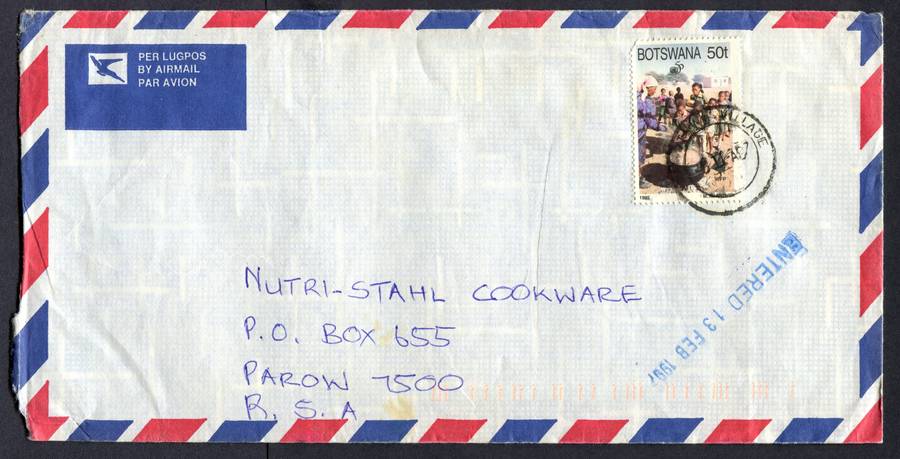 PER LUGPOS
BY AIRMAIL
PAR AVION
BOTSWANA 50t
VILLAGE
1995
ENTERED 13 FEB 1997
NUTRI-STAHL COOKWARE
P.O. BOX 655
PAROW 7500
R. S. A